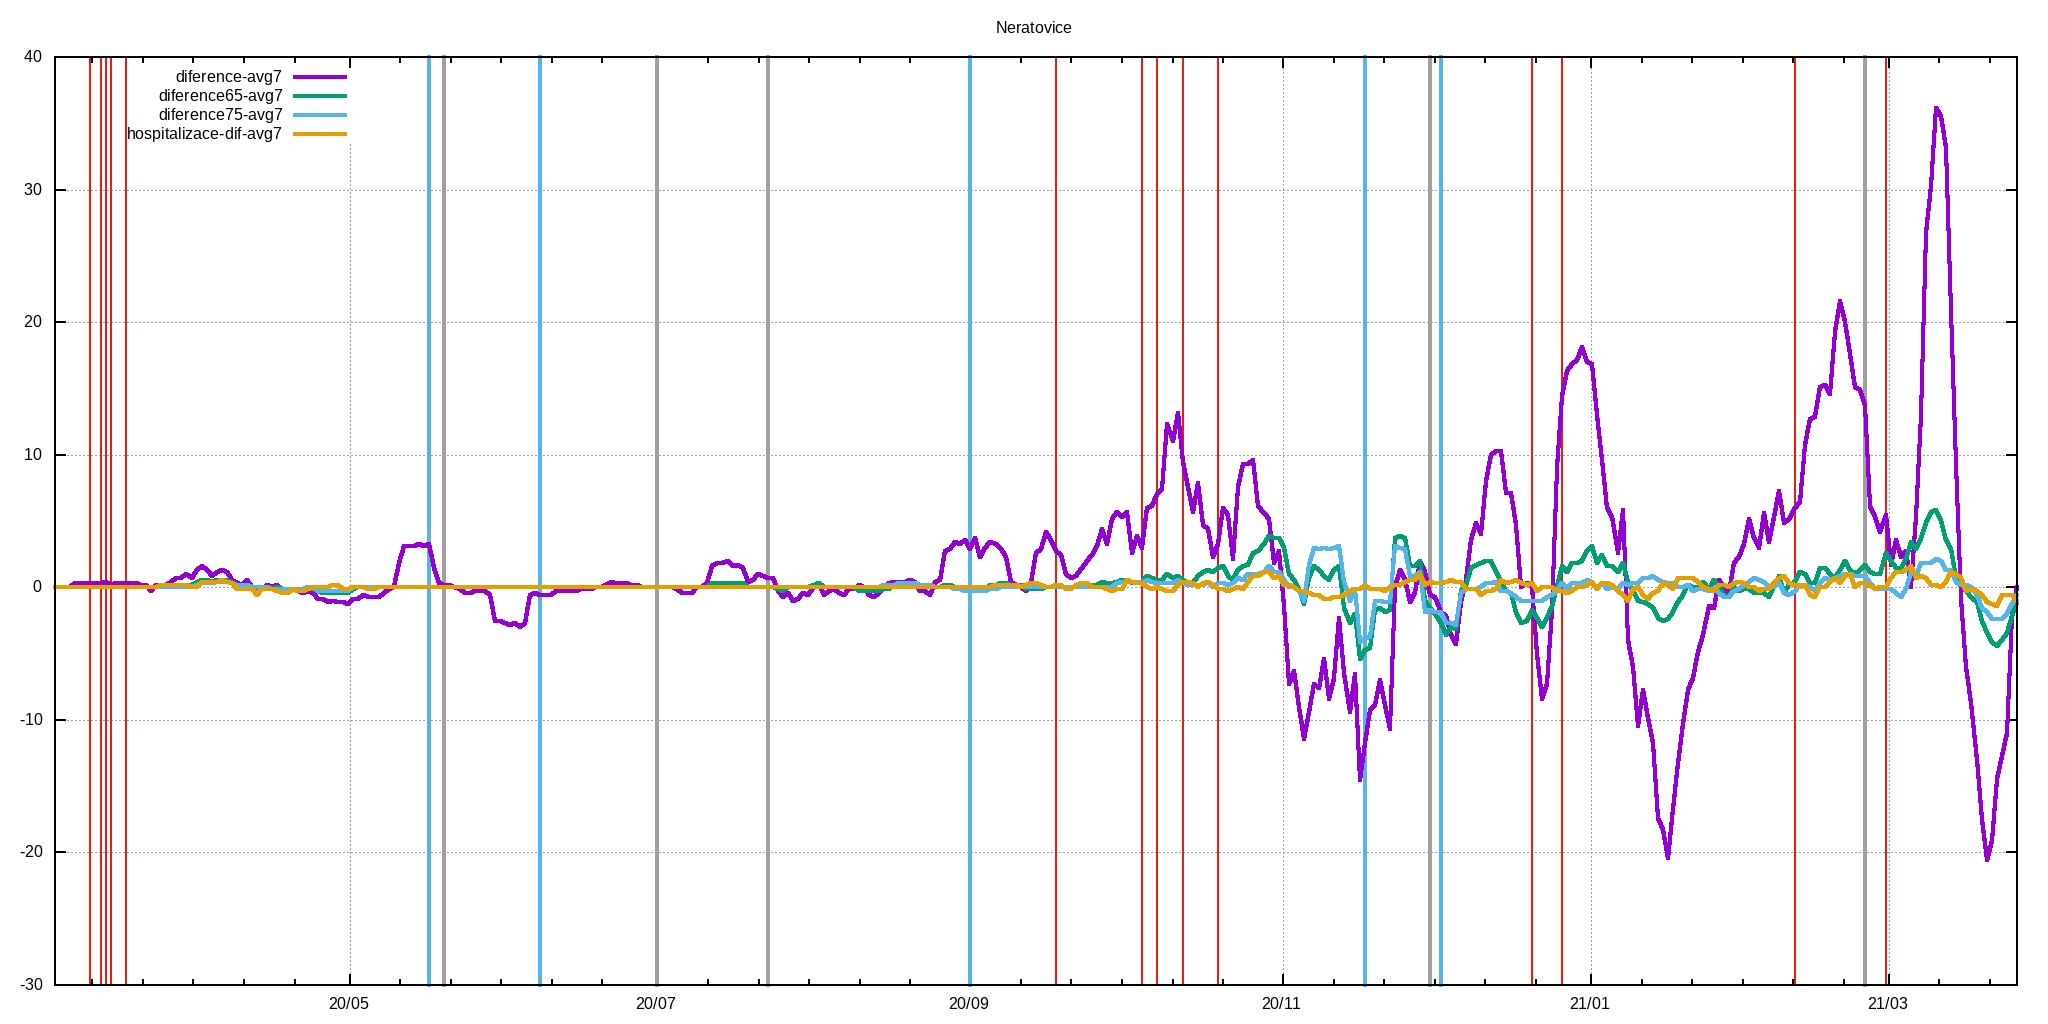 Neratovice
diference-avg7
diference65-avg7
diference75-avg7
hospitalizace-dif-avg7
40
30
20
10
0
-10
-20
-30
20/05 20/07 20/09 20/11 21/01 21/03